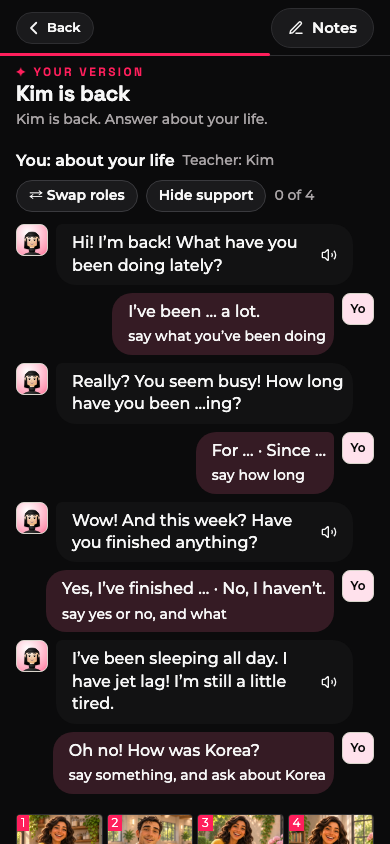 Back
Notes
YOUR VERSION
Kim is back
Kim is back. Answer about your life.
You: about your life Teacher: Kim
Swap roles Hide support 0 of 4
Hi! I'm back! What have you
been doing lately?
I've been ... a lot.
say what you've been doing
Yo
Really? You seem busy! How long
have you been ...ing?
For ... · Since ...
say how long
Yo
Wow! And this week? Have
you finished anything?
Yes, I've finished ... · No, I haven't.
say yes or no, and what
Yo
I've been sleeping all day. I
have jet lag! I'm still a little
tired.
Oh no! How was Korea?
say something, and ask about Korea
Yo
1 2 3 4